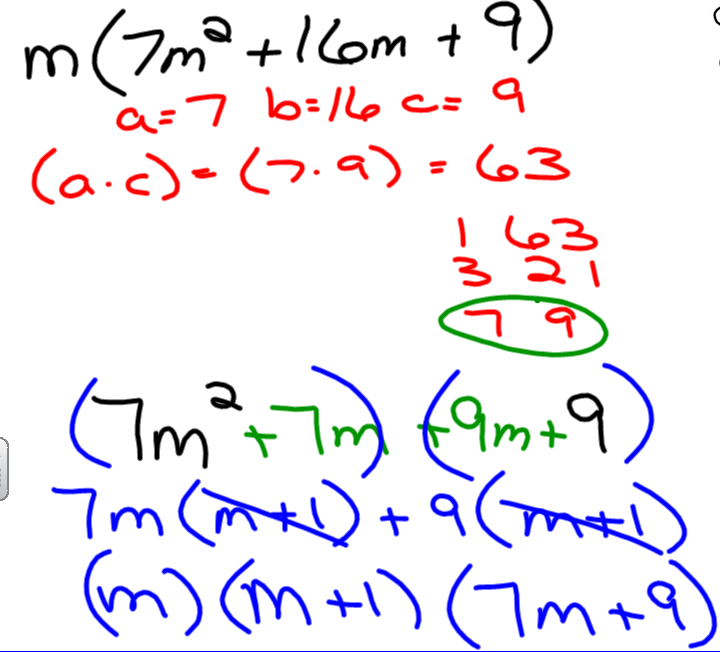 m(7m² + 16m + 9)
a=7 b=16 c= 9
(a·c) = (7·9) = 63
1 63
3 21
7 9
(7m² + 7m) (+9m + 9)
7m(m+1) + 9(m+1)
(m)(m+1)(7m+9)